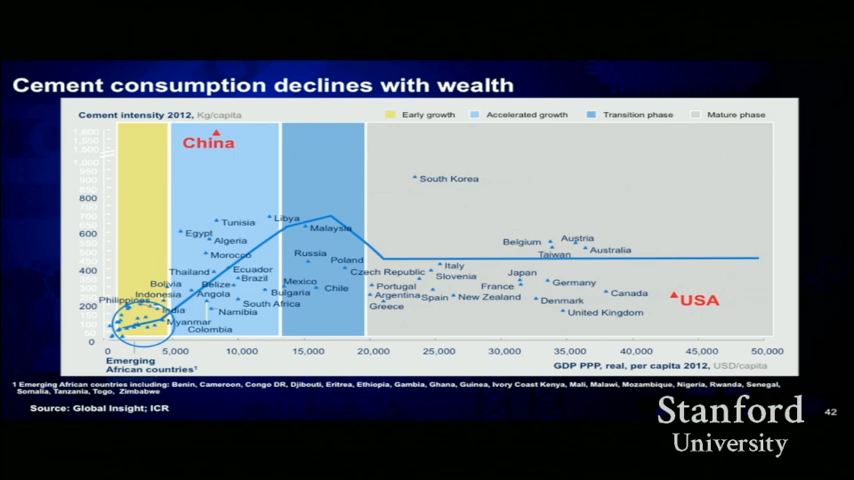 Cement consumption declines with wealth
Cement intensity 2012, Kg/capita
Early growth
Accelerated growth
Transition phase
Mature phase
1,600
1,550
1,500
1,000
950
900
850
800
700
650
600
550
500
450
400
350
300
250
200
150
100
50
0
China
South Korea
Tunisia
Libya
Egypt
Malaysia
Algeria
Belgium
Austria
Taiwan
Australia
Morocco
Russia
Poland
Thailand
Ecuador
Brazil
Czech Republic
Italy
Slovenia
Japan
Bolivia
Belize
Mexico
Chile
Portugal
France
Germany
Indonesia
Angola
Bulgaria
Argentina
Spain
New Zealand
Canada
Philippines
India
South Africa
Greece
Denmark
USA
Namibia
United Kingdom
Myanmar
Colombia
0
5,000
10,000
15,000
20,000
25,000
30,000
35,000
40,000
45,000
50,000
Emerging
African countries¹
GDP PPP, real, per capita 2012, USD/capita
1 Emerging African countries including: Benin, Cameroon, Congo DR, Djibouti, Eritrea, Ethiopia, Gambia, Ghana, Guinea, Ivory Coast Kenya, Mali, Malawi, Mozambique, Nigeria, Rwanda, Senegal,
Somalia, Tanzania, Togo, Zimbabwe
Source: Global Insight; ICR
42
Stanford
University